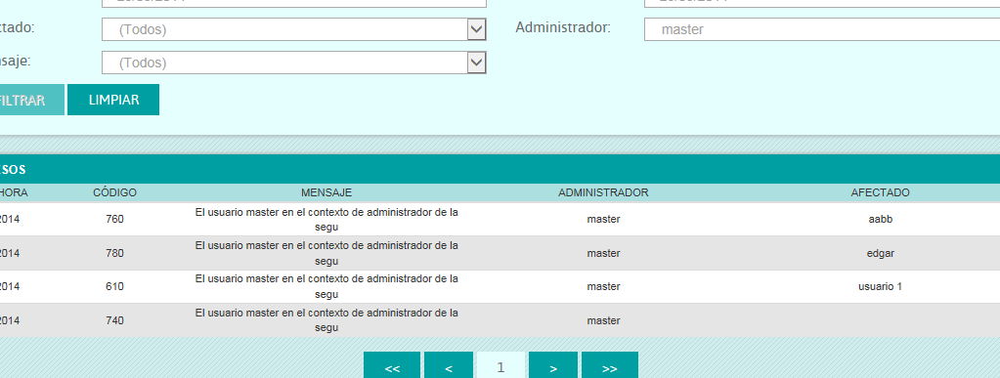 ctado: (Todos) Administrador: master
nsaje: (Todos)
FILTRAR LIMPIAR
SOS
HORA CÓDIGO MENSAJE ADMINISTRADOR AFECTADO
2014 760 El usuario master en el contexto de administrador de la segu master aabb
2014 780 El usuario master en el contexto de administrador de la segu master edgar
2014 610 El usuario master en el contexto de administrador de la segu master usuario 1
2014 740 El usuario master en el contexto de administrador de la segu master
<< < 1 > >>